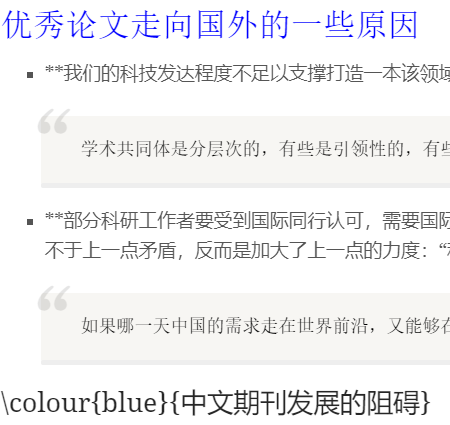 优秀论文走向国外的一些原因
**我们的科技发达程度不足以支撑打造一本该领域
学术共同体是分层次的，有些是引领性的，有些
**部分科研工作者要受到国际同行认可，需要国际
不于上一点矛盾，反而是加大了上一点的力度：“
如果哪一天中国的需求走在世界前沿，又能够在
\colour{blue}{中文期刊发展的阻碍}